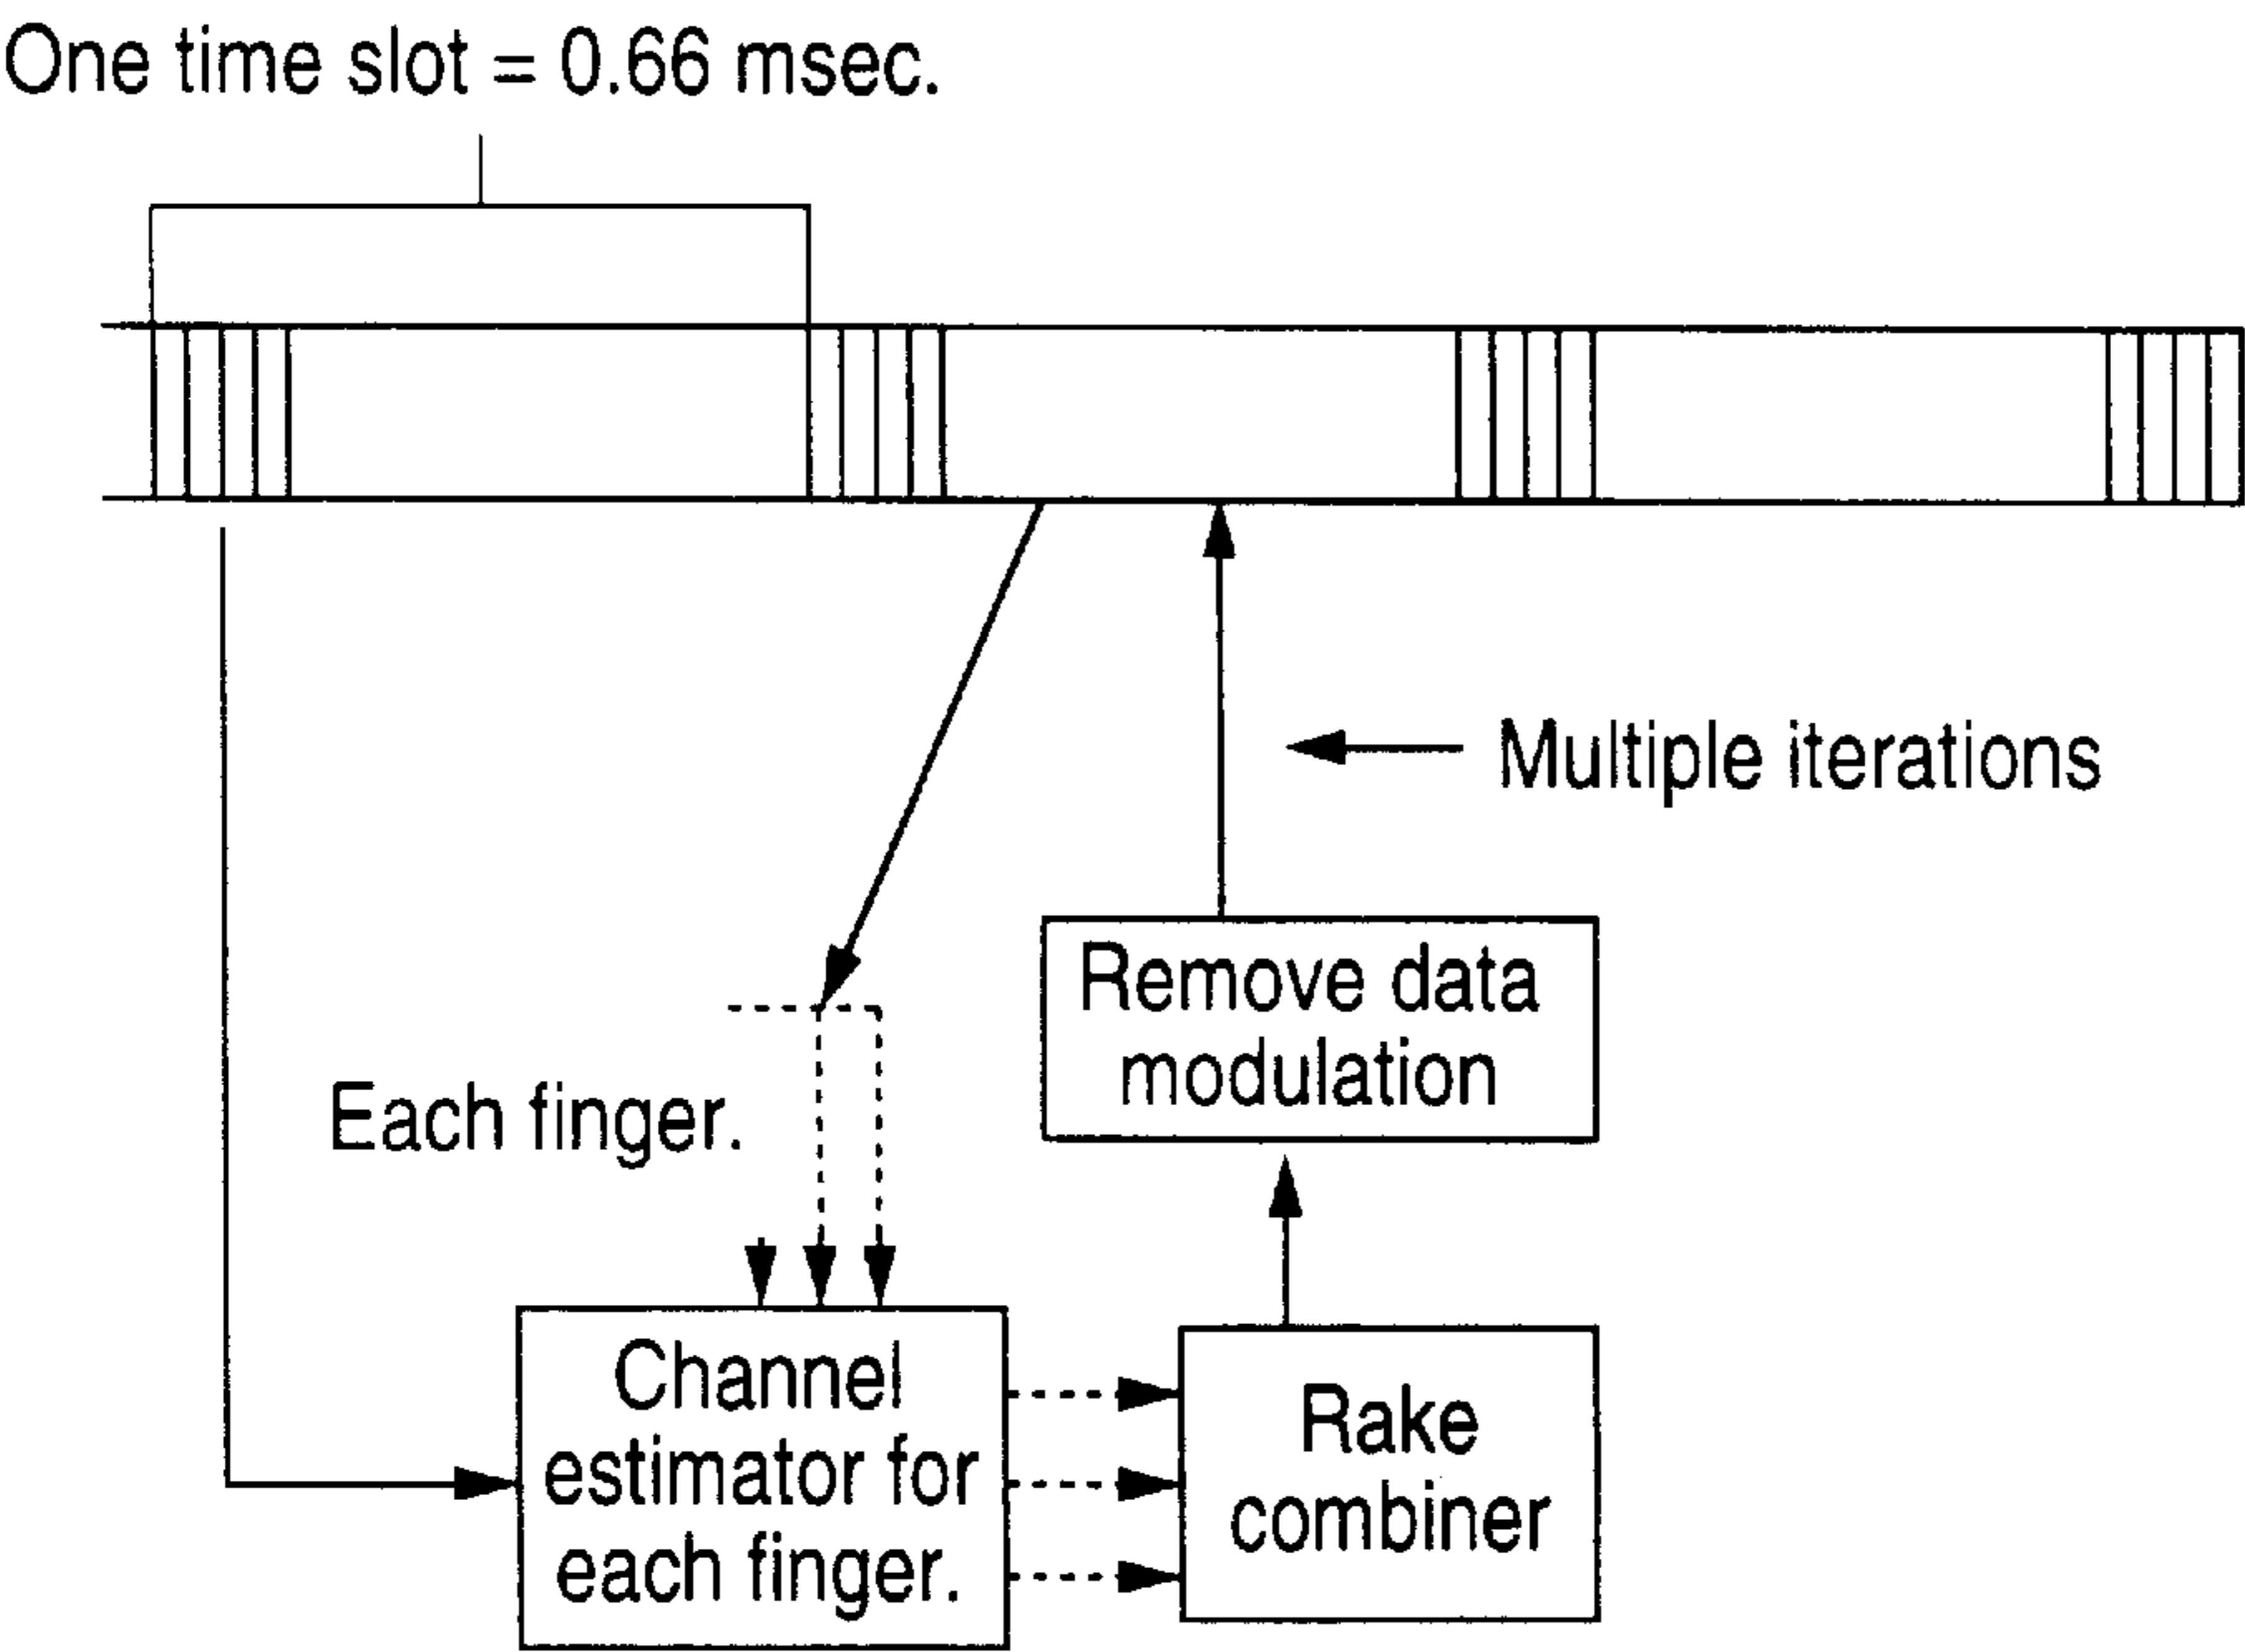 One time slot = 0.66 msec.
Multiple iterations
Remove data
modulation
Each finger.
Channel
estimator for
each finger.
Rake
combiner